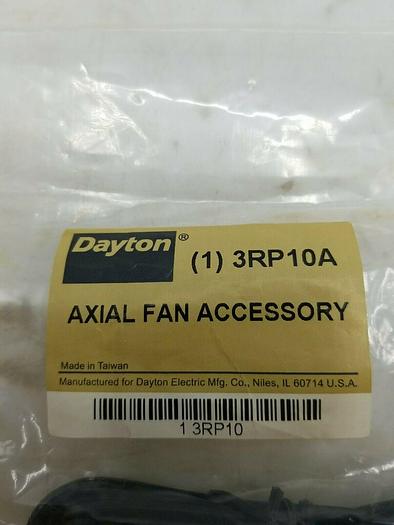 Dayton® (1) 3RP10A
AXIAL FAN ACCESSORY
Made in Taiwan
Manufactured for Dayton Electric Mfg. Co., Niles, IL 60714 U.S.A.
1 3RP10